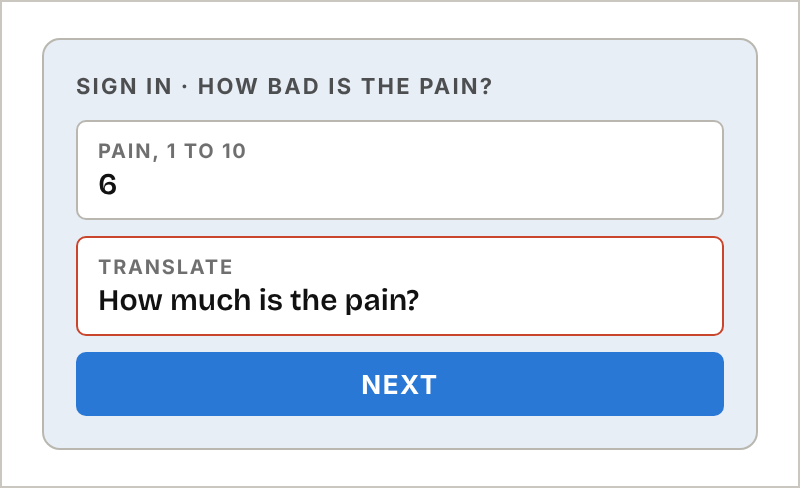 SIGN IN · HOW BAD IS THE PAIN?
PAIN, 1 TO 10
6
TRANSLATE
How much is the pain?
NEXT